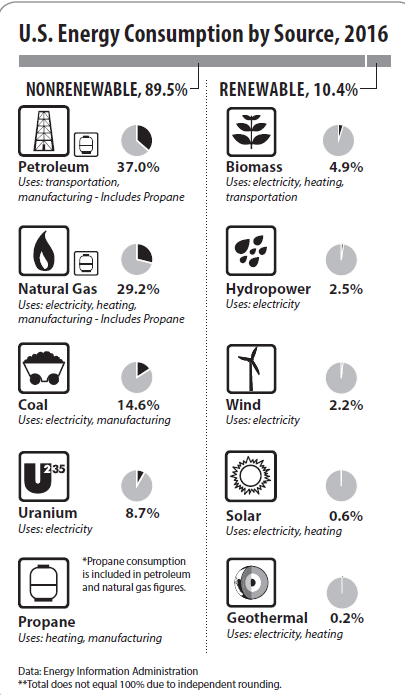 U.S. Energy Consumption by Source, 2016
NONRENEWABLE, 89.5%
RENEWABLE, 10.4%
Petroleum 37.0%
Uses: transportation,
manufacturing - Includes Propane
Natural Gas 29.2%
Uses: electricity, heating,
manufacturing - Includes Propane
Coal 14.6%
Uses: electricity, manufacturing
U 235
Uranium 8.7%
Uses: electricity
*Propane consumption
is included in petroleum
and natural gas figures.
Propane
Uses: heating, manufacturing
Biomass 4.9%
Uses: electricity, heating,
transportation
Hydropower 2.5%
Uses: electricity
Wind 2.2%
Uses: electricity
Solar 0.6%
Uses: electricity, heating
Geothermal 0.2%
Uses: electricity, heating
Data: Energy Information Administration
**Total does not equal 100% due to independent rounding.